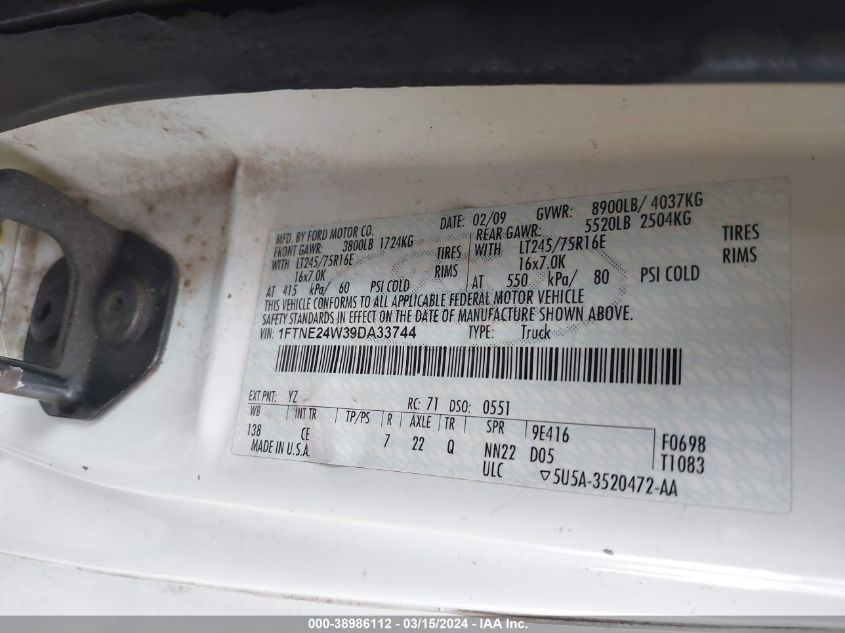 MFD. BY FORD MOTOR CO. DATE: 02/09 GVWR: 8900LB/ 4037KG
FRONT GAWR: 3800LB 1724KG REAR GAWR: 5520LB 2504KG
WITH LT245/75R16E TIRES WITH LT245/75R16E TIRES
16x7.0K RIMS 16x7.0K RIMS
AT 415 kPa/ 60 PSI COLD AT 550 kPa/ 80 PSI COLD
THIS VEHICLE CONFORMS TO ALL APPLICABLE FEDERAL MOTOR VEHICLE
SAFETY STANDARDS IN EFFECT ON THE DATE OF MANUFACTURE SHOWN ABOVE.
VIN: 1FTNE24W39DA33744 TYPE: Truck
EXT PNT: YZ RC: 71 DSO: 0551
WB INT TR TP/PS R AXLE TR SPR 9E416 F0698
138 CE 7 22 Q NN22 D05 T1083
MADE IN U.S.A. ULC ▽5U5A-3520472-AA
000-38986112 - 03/15/2024 - IAA Inc.